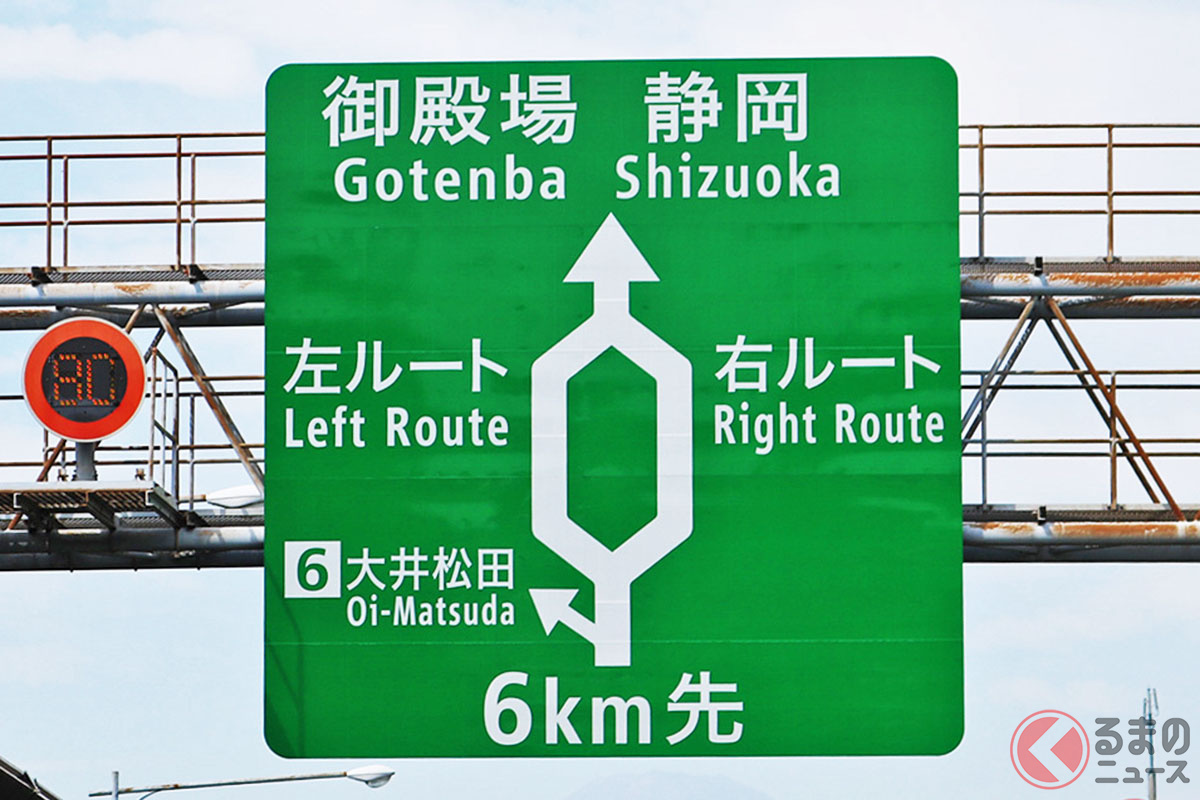 御殿場 静岡
Gotenba Shizuoka
80
左ルート
Left Route
右ルート
Right Route
6 大井松田
Oi-Matsuda
6km先
くるまの
ニュース